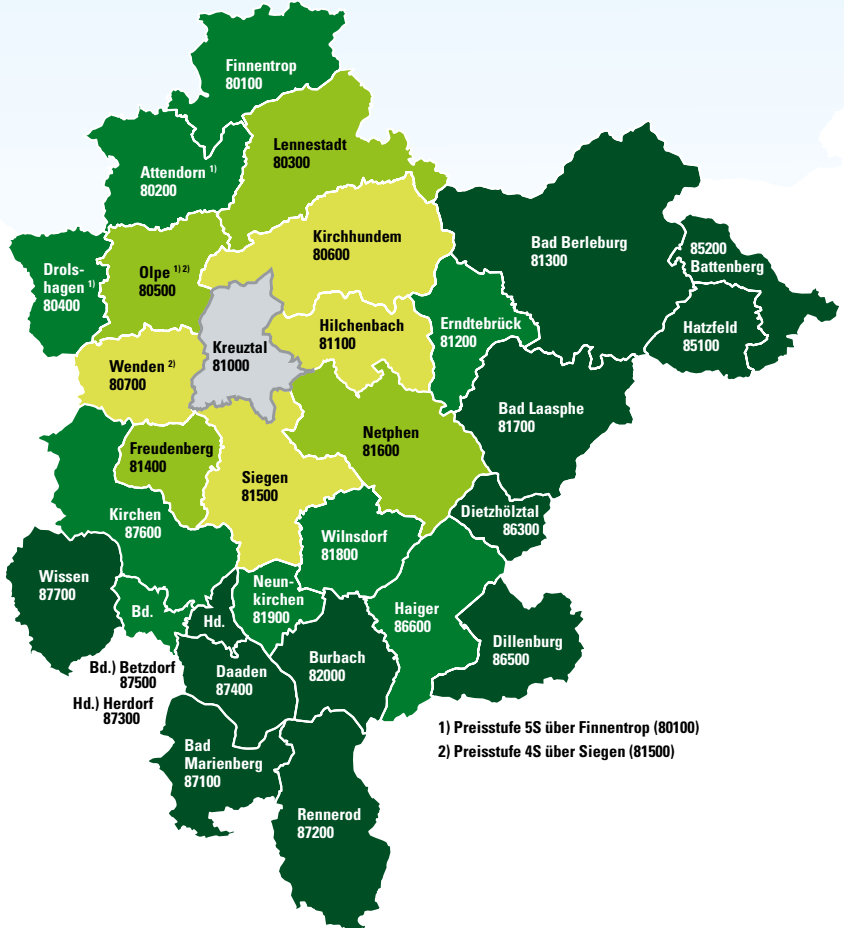 Finnentrop
80100
Lennestadt
80300
Attendorn 1)
80200
Kirchhundem
80600
Bad Berleburg
81300
85200
Battenberg
Drols-
hagen 1)
80400
Olpe 1) 2)
80500
Hatzfeld
85100
Hilchenbach
81100
Erndtebrück
81200
Kreuztal
81000
Wenden 2)
80700
Bad Laasphe
81700
Freudenberg
81400
Netphen
81600
Siegen
81500
Dietzhölztal
86300
Kirchen
87600
Wilnsdorf
81800
Wissen
87700
Neun-
kirchen
81900
Haiger
86600
Bd.
Hd.
Dillenburg
86500
Burbach
82000
Bd.) Betzdorf
87500
Daaden
87400
Hd.) Herdorf
87300
1) Preisstufe 5S über Finnentrop (80100)
2) Preisstufe 4S über Siegen (81500)
Bad
Marienberg
87100
Rennerod
87200